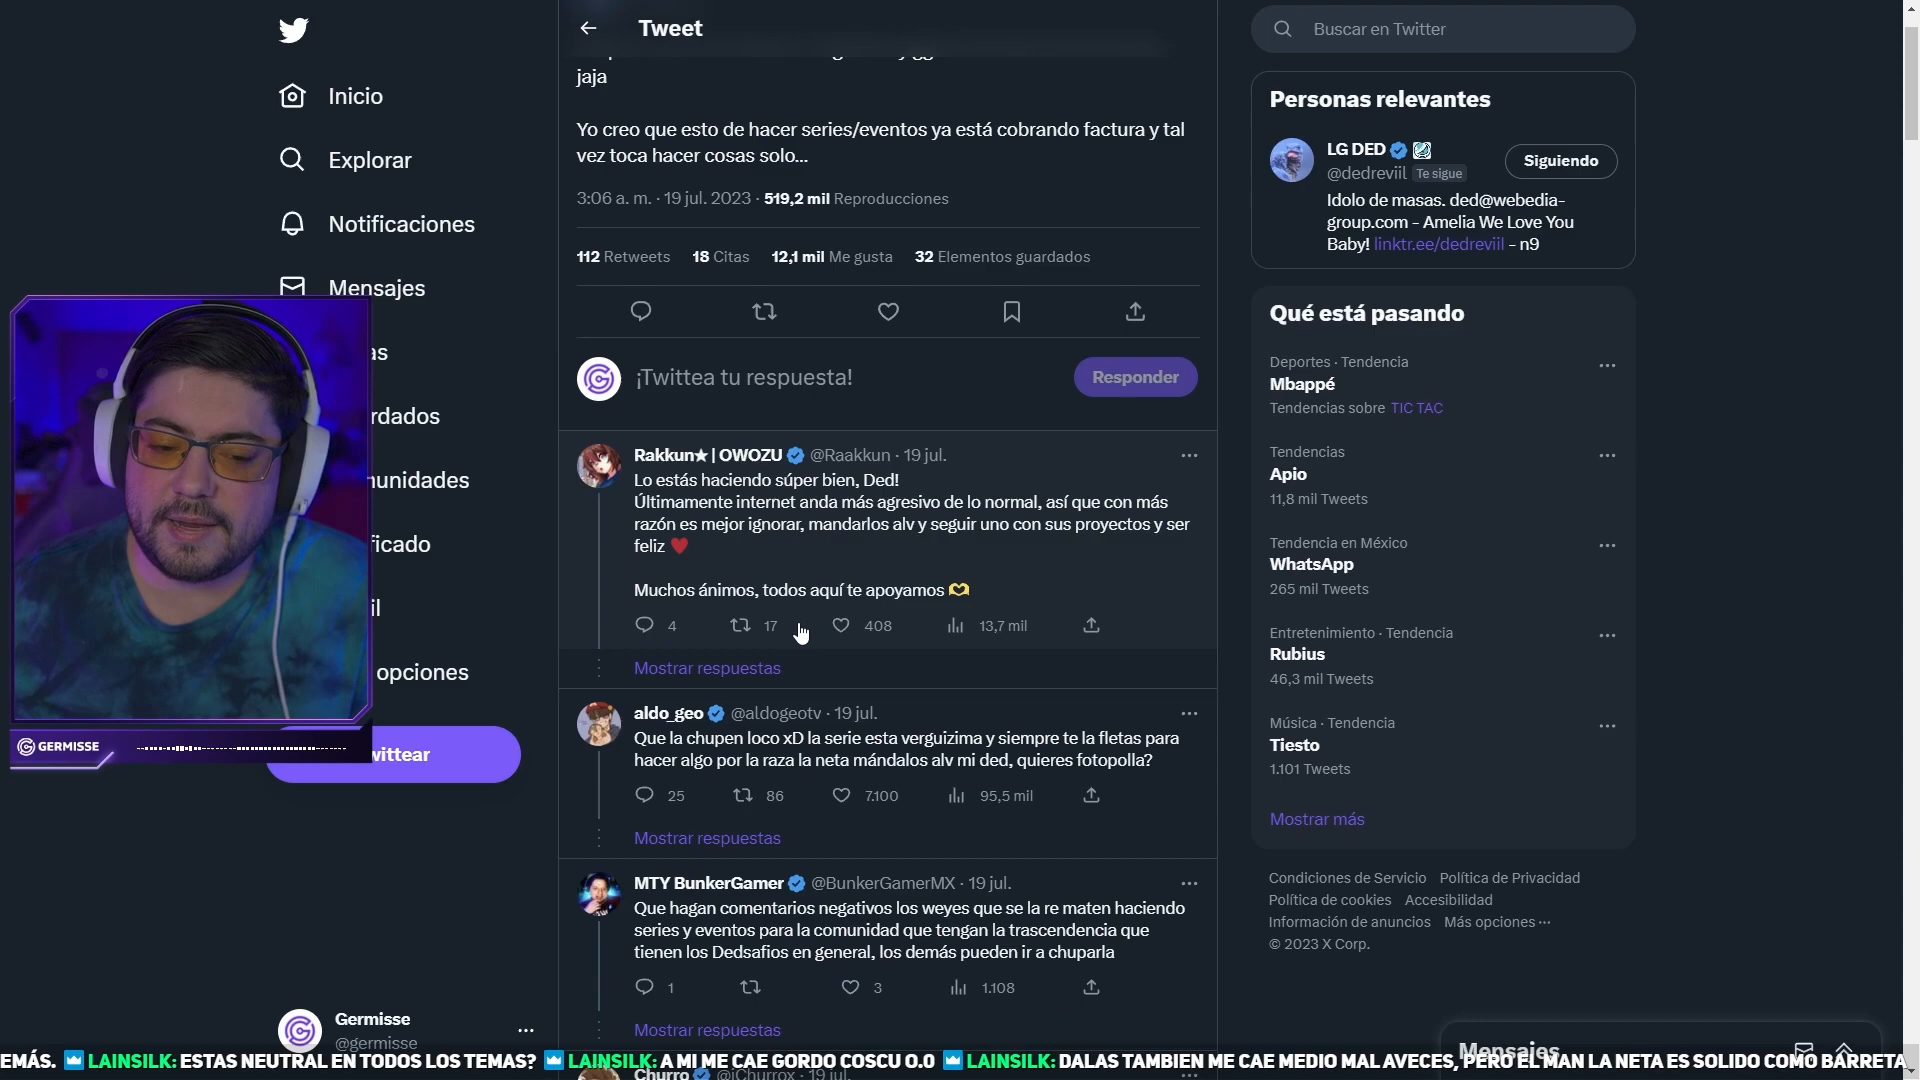 Tweet
Buscar en Twitter
Inicio
Explorar
Notificaciones
Mensajes
as
rdados
nunidades
ficado
il
opciones
wittear
GERMISSE
jaja
Yo creo que esto de hacer series/eventos ya está cobrando factura y tal
vez toca hacer cosas solo...
3:06 a. m. · 19 jul. 2023 · 519,2 mil Reproducciones
112 Retweets 18 Citas 12,1 mil Me gusta 32 Elementos guardados
¡Twittea tu respuesta!
Responder
Rakkun★ | OWOZU @Raakkun · 19 jul.
Lo estás haciendo súper bien, Ded!
Últimamente internet anda más agresivo de lo normal, así que con más
razón es mejor ignorar, mandarlos alv y seguir uno con sus proyectos y ser
feliz ♥
Muchos ánimos, todos aquí te apoyamos 🫶
4 17 408 13,7 mil
Mostrar respuestas
aldo_geo @aldogeotv · 19 jul.
Que la chupen loco xD la serie esta verguizima y siempre te la fletas para
hacer algo por la raza la neta mándalos alv mi ded, quieres fotopolla?
25 86 7.100 95,5 mil
Mostrar respuestas
MTY BunkerGamer @BunkerGamerMX · 19 jul.
Que hagan comentarios negativos los weyes que se la re maten haciendo
series y eventos para la comunidad que tengan la trascendencia que
tienen los Dedsafios en general, los demás pueden ir a chuparla
1 3 1.108
Mostrar respuestas
Churro @iChurrox · 19 jul.
Personas relevantes
LG DED
@dedreviil Te sigue
Siguiendo
Idolo de masas. ded@webedia-
group.com - Amelia We Love You
Baby! linktr.ee/dedreviil - n9
Qué está pasando
Deportes · Tendencia
Mbappé
Tendencias sobre TIC TAC
Tendencias
Apio
11,8 mil Tweets
Tendencia en México
WhatsApp
265 mil Tweets
Entretenimiento · Tendencia
Rubius
46,3 mil Tweets
Música · Tendencia
Tiesto
1.101 Tweets
Mostrar más
Condiciones de Servicio Política de Privacidad
Política de cookies Accesibilidad
Información de anuncios Más opciones ···
© 2023 X Corp.
Germisse
@germisse
Mensajes
EMÁS. LAINSILK: ESTAS NEUTRAL EN TODOS LOS TEMAS? LAINSILK: A MI ME CAE GORDO COSCU 0.0 LAINSILK: DALAS TAMBIEN ME CAE MEDIO MAL AVECES, PERO EL MAN LA NETA ES SOLIDO COMO BARRETA